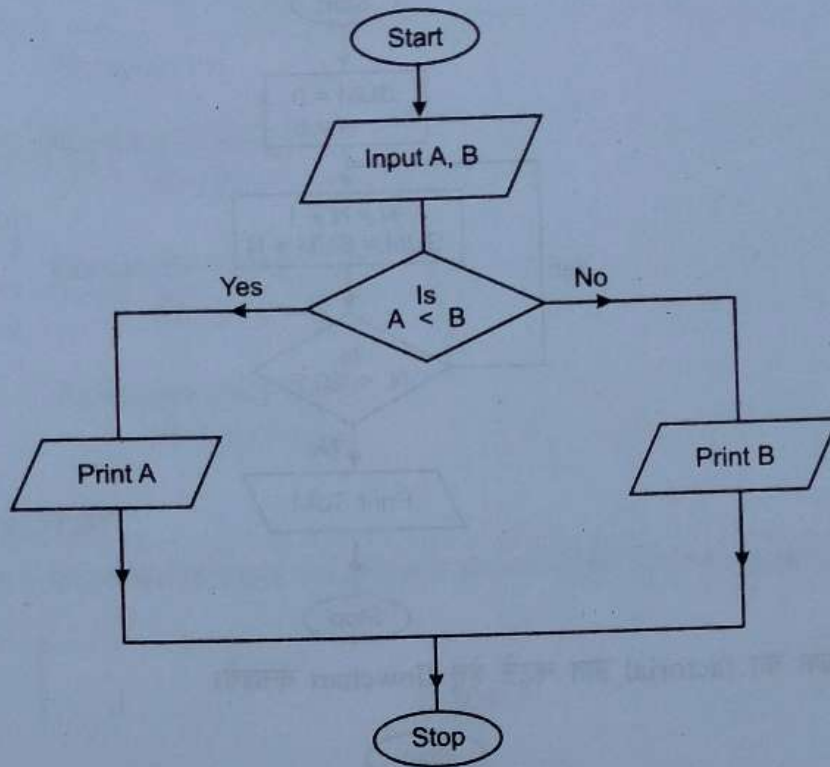 Start
Input A, B
Yes
Is
A < B
No
Print A
Print B
Stop